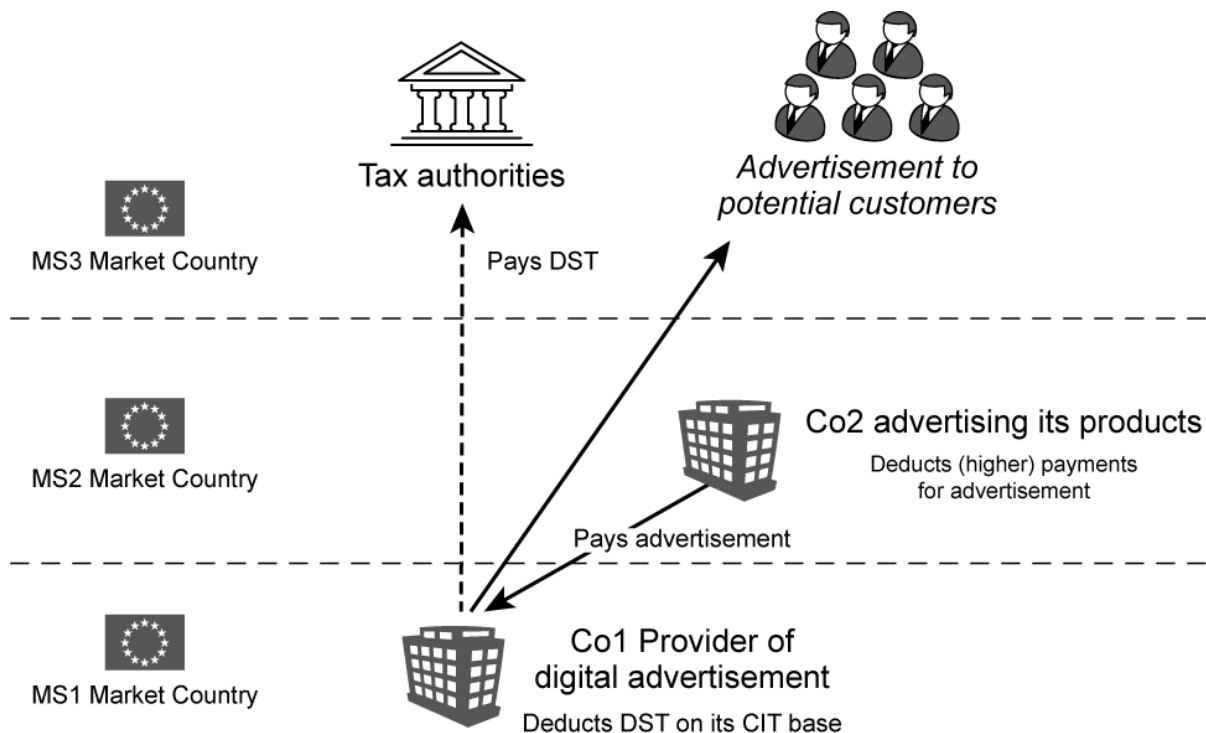 Tax authorities
Advertisement to
potential customers
MS3 Market Country
Pays DST
Co2 advertising its products
Deducts (higher) payments
for advertisement
MS2 Market Country
Pays advertisement
Co1 Provider of
digital advertisement
Deducts DST on its CIT base
MS1 Market Country